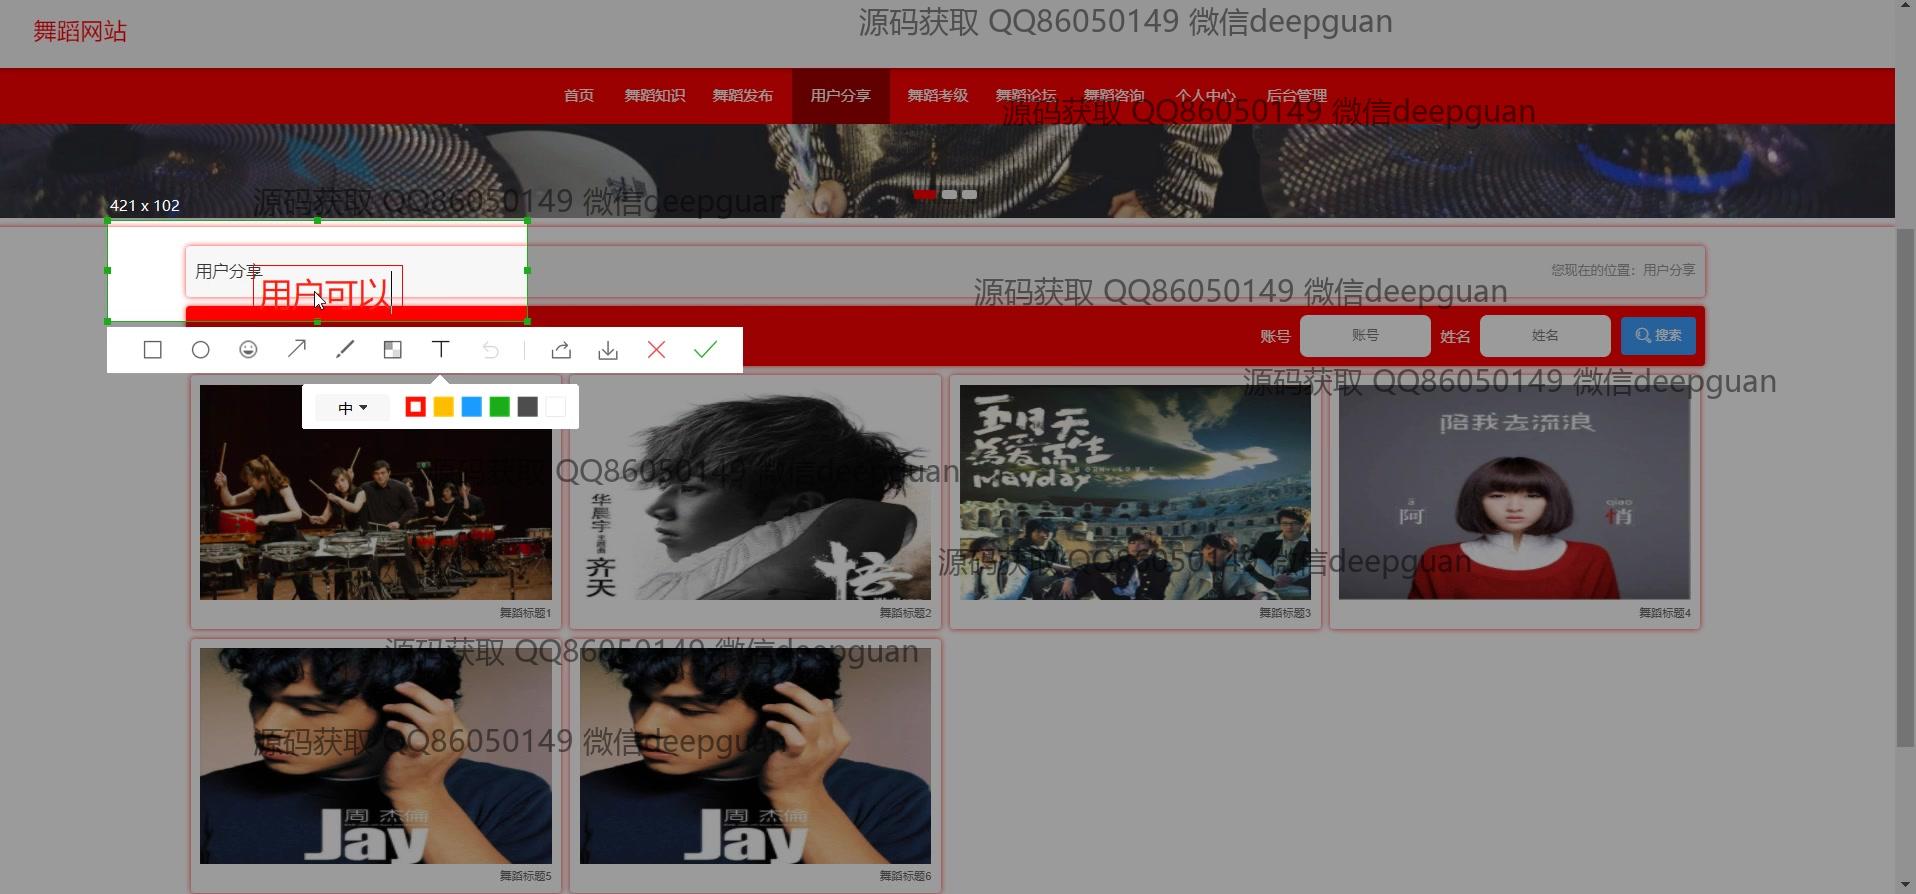 源码获取 QQ86050149 微信deepguan
舞蹈网站
首页 舞蹈知识 舞蹈发布 用户分享 舞蹈考级 舞蹈论坛 舞蹈咨询 个人中心 后台管理
源码获取 QQ86050149 微信deepguan
源码获取 QQ86050149 微信deepguan
421 x 102
用户分享
您现在的位置：用户分享
用户可以
源码获取 QQ86050149 微信deepguan
账号 账号 姓名 姓名 搜索
源码获取 QQ86050149 微信deepguan
中
五月天
為爱而生
BORN LOVE
Mayday
陪我去流浪
源码获取 QQ86050149 微信deepguan
华晨宇
主题曲
齐天
悟
ā
阿
qiao
悄
源码获取 QQ86050149 微信deepguan
舞蹈标题1
舞蹈标题2
舞蹈标题3
舞蹈标题4
源码获取 QQ86050149 微信deepguan
源码获取 QQ86050149 微信deepguan
周杰倫
Jay
周杰倫
Jay
舞蹈标题5
舞蹈标题6